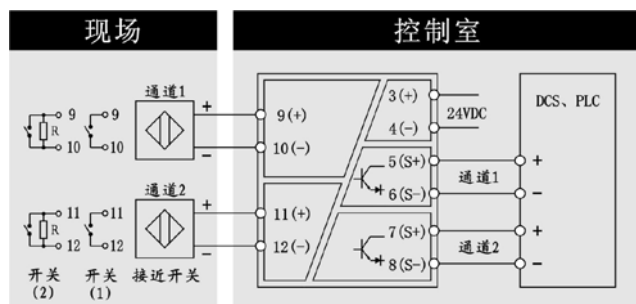 现场
控制室
通道1
9
9
R
10
10
+
−
9(+)
10(−)
3(+)
4(−)
24VDC
DCS、PLC
5(S+)
6(S−)
通道1
+
−
通道2
11
11
R
12
12
+
−
11(+)
12(−)
7(S+)
8(S−)
通道2
+
−
开关 开关 接近开关
(2) (1)